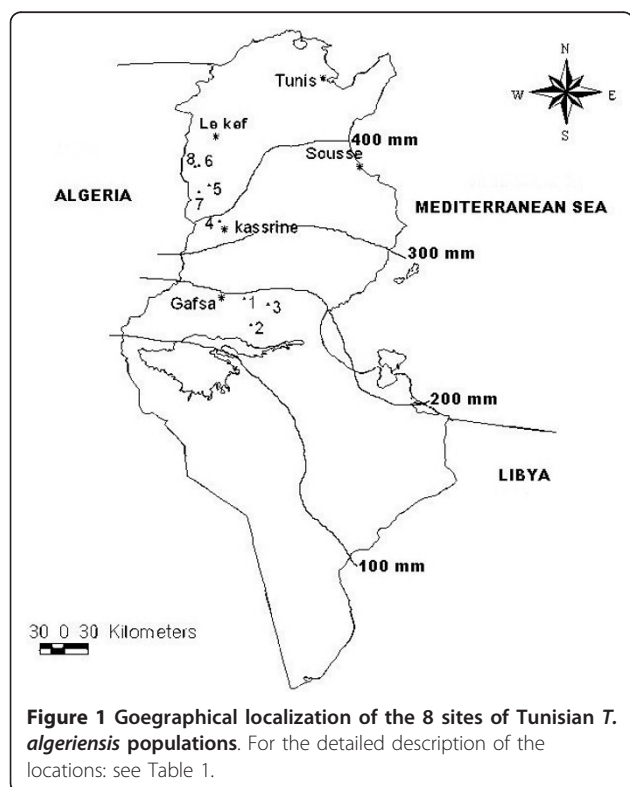 N
Tunis
W E
Le kef
S
400 mm
8 6
Sousse
ALGERIA
5
7
MEDITERRANEAN SEA
4 kassrine
300 mm
Gafsa 1 3
2
200 mm
LIBYA
100 mm
30 0 30 Kilometers
Figure 1 Goegraphical localization of the 8 sites of Tunisian T.
algeriensis populations. For the detailed description of the
locations: see Table 1.